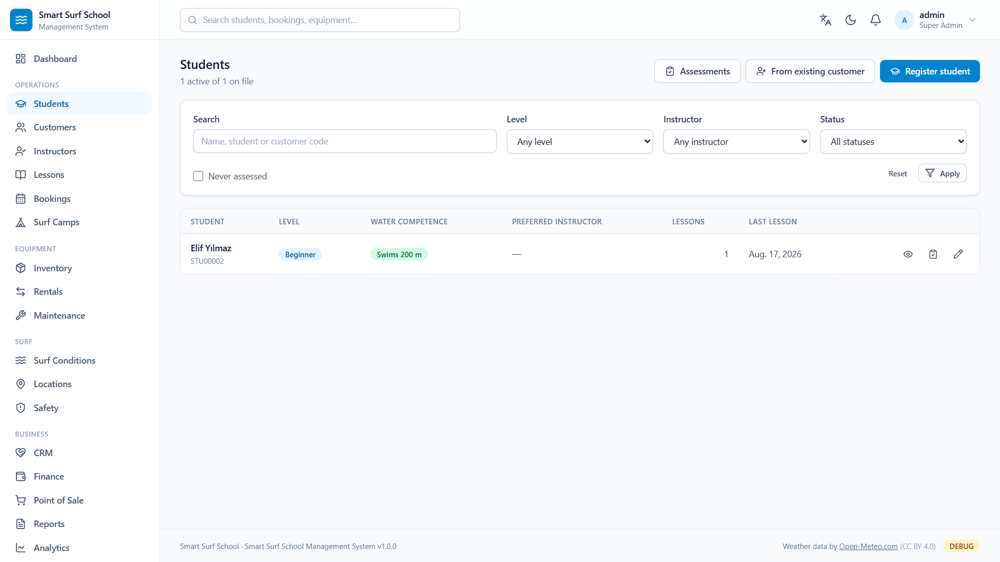 Smart Surf School
Management System
Search students, bookings, equipment...
A
admin
Super Admin
Dashboard
OPERATIONS
Students
Customers
Instructors
Lessons
Bookings
Surf Camps
EQUIPMENT
Inventory
Rentals
Maintenance
SURF
Surf Conditions
Locations
Safety
BUSINESS
CRM
Finance
Point of Sale
Reports
Analytics
Students
1 active of 1 on file
Assessments
From existing customer
Register student
Search
Level
Instructor
Status
Name, student or customer code
Any level
Any instructor
All statuses
Never assessed
Reset
Apply
STUDENT LEVEL WATER COMPETENCE PREFERRED INSTRUCTOR LESSONS LAST LESSON
Elif Yılmaz
STU00002
Beginner
Swims 200 m
—
1
Aug. 17, 2026
Smart Surf School · Smart Surf School Management System v1.0.0
Weather data by Open-Meteo.com (CC BY 4.0)
DEBUG